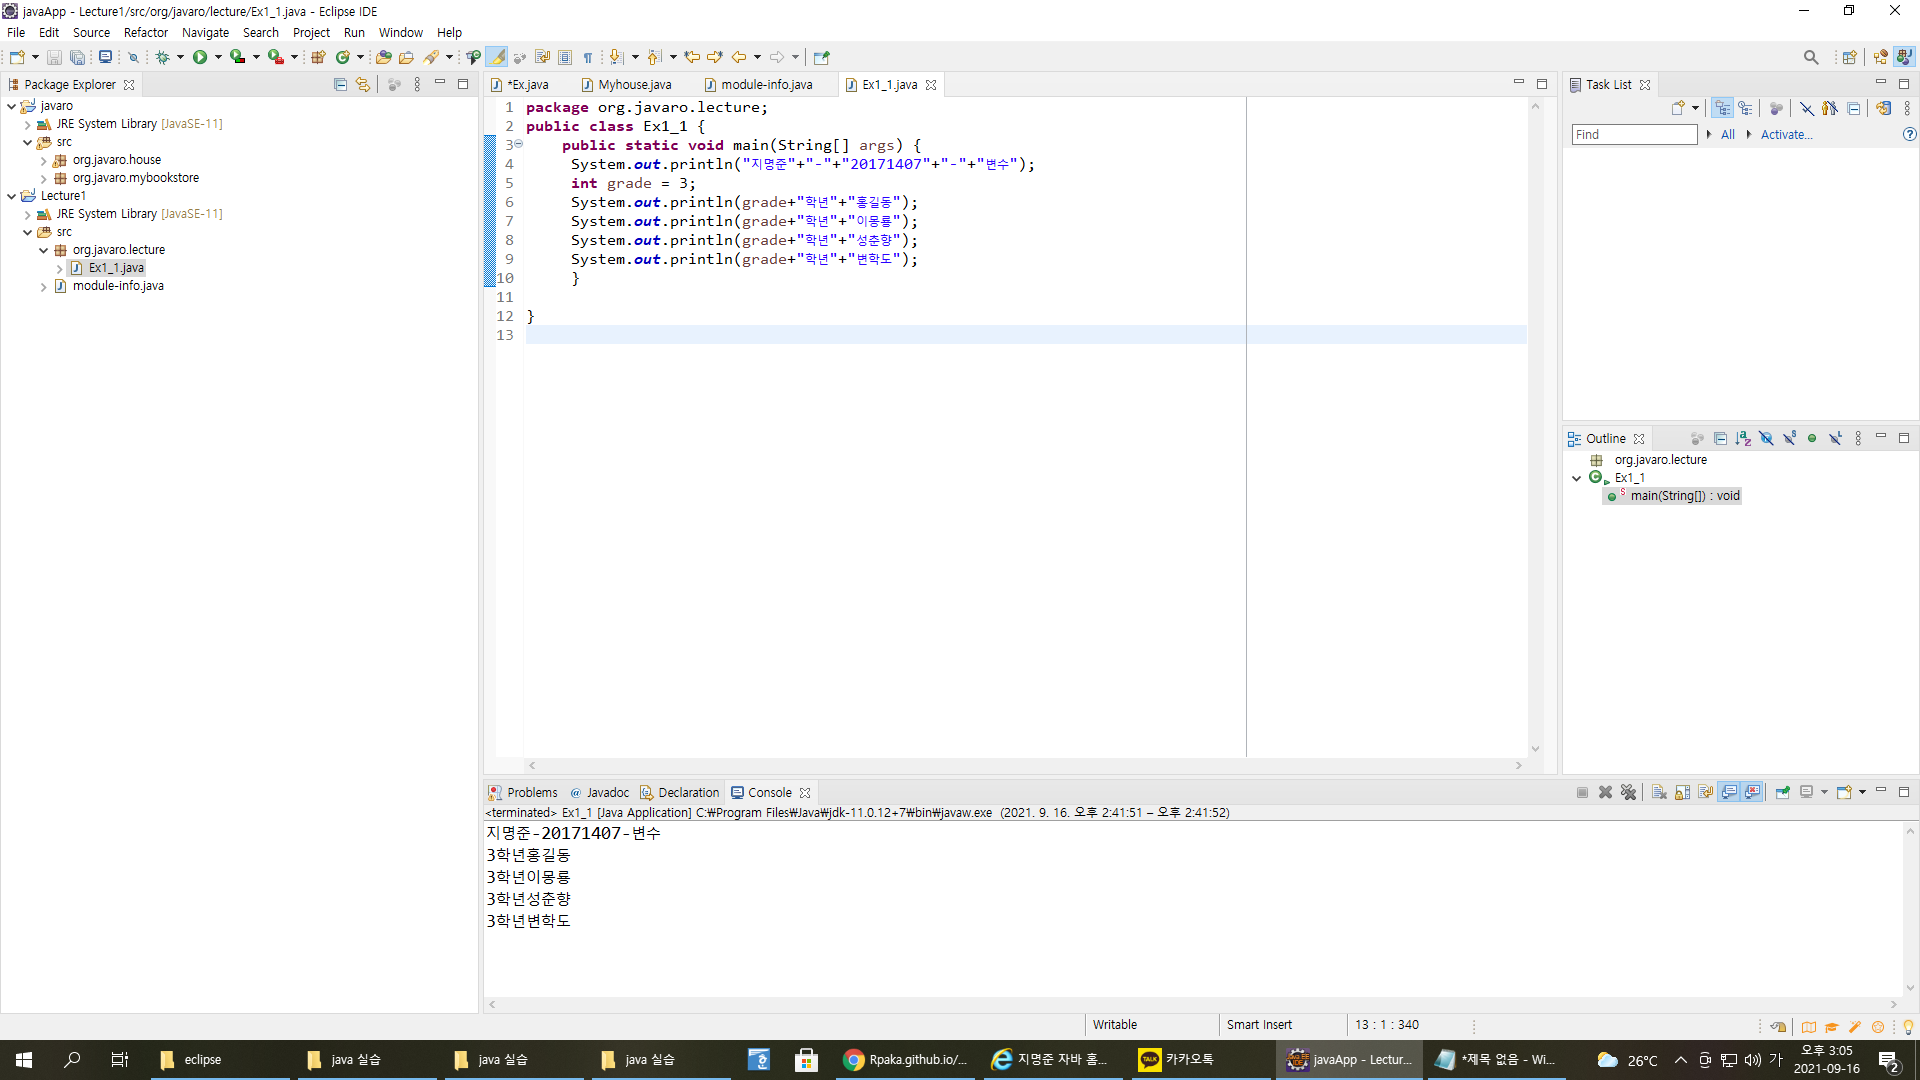 javaApp - Lecture1/src/org/javaro/lecture/Ex1_1.java - Eclipse IDE
File Edit Source Refactor Navigate Search Project Run Window Help
Package Explorer
javaro
JRE System Library [JavaSE-11]
src
org.javaro.house
org.javaro.mybookstore
Lecture1
JRE System Library [JavaSE-11]
src
org.javaro.lecture
Ex1_1.java
module-info.java
*Ex.java Myhouse.java module-info.java Ex1_1.java
1 package org.javaro.lecture;
2 public class Ex1_1 {
3 public static void main(String[] args) {
4 System.out.println("지명준"+"-"+"20171407"+"-"+"변수");
5 int grade = 3;
6 System.out.println(grade+"학년"+"홍길동");
7 System.out.println(grade+"학년"+"이몽룡");
8 System.out.println(grade+"학년"+"성춘향");
9 System.out.println(grade+"학년"+"변학도");
10 }
11
12 }
13
Task List
Find All Activate...
Outline
org.javaro.lecture
Ex1_1
main(String[]) : void
Problems @ Javadoc Declaration Console
<terminated> Ex1_1 [Java Application] C:₩Program Files₩Java₩jdk-11.0.12+7₩bin₩javaw.exe (2021. 9. 16. 오후 2:41:51 – 오후 2:41:52)
지명준-20171407-변수
3학년홍길동
3학년이몽룡
3학년성춘향
3학년변학도
Writable Smart Insert 13 : 1 : 340
eclipse java 실습 java 실습 java 실습 Rpaka.github.io/... 지명준 자바 홈... TALK 카카오톡 javaApp - Lectur... *제목 없음 - Wi... 26°C 가 오후 3:05
2021-09-16 2